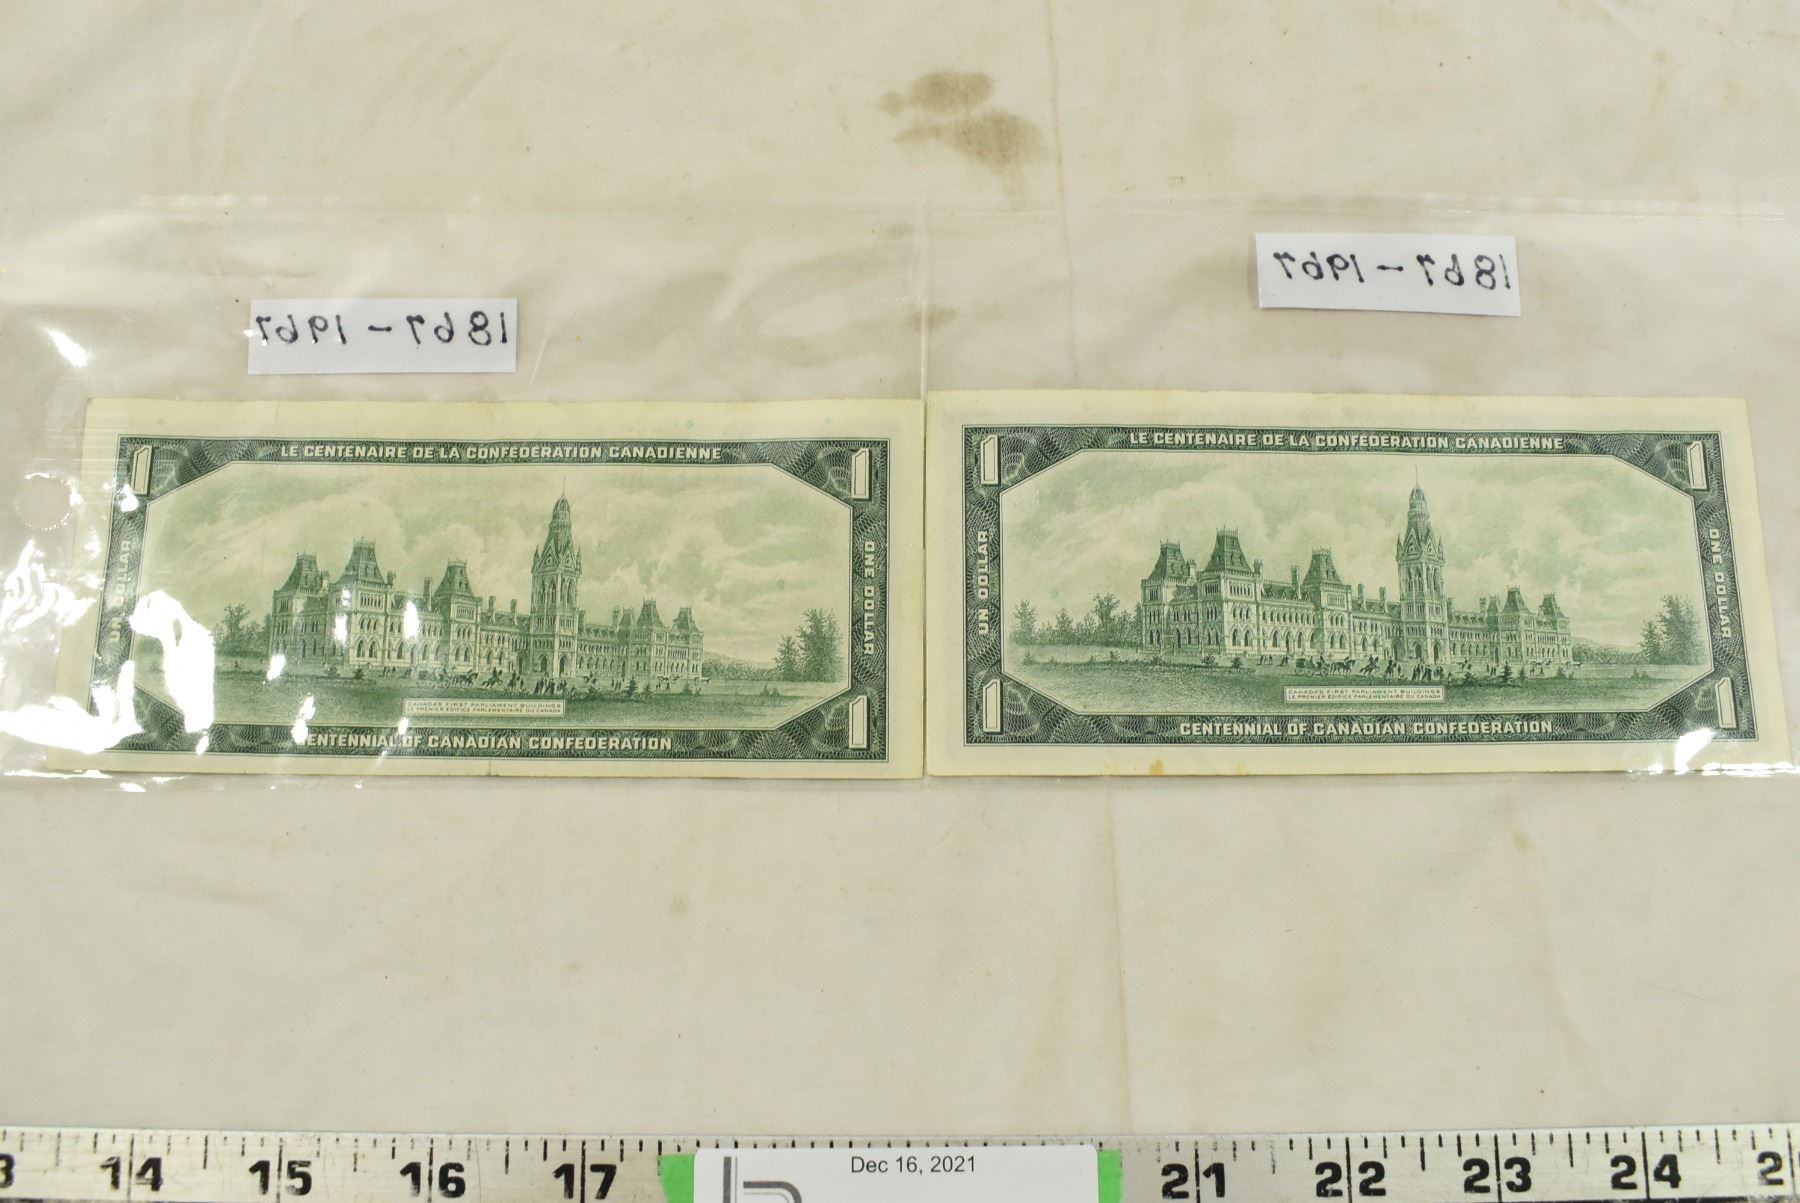 1867-1967
1867-1967
LE CENTENAIRE DE LA CONFEDERATION CANADIENNE
1
1
UN DOLLAR
ONE DOLLAR
CANADA'S FIRST PARLIAMENT BUILDINGS
LE PREMIER EDIFICE PARLEMENTAIRE DU CANADA
1
CENTENNIAL OF CANADIAN CONFEDERATION
LE CENTENAIRE DE LA CONFEDERATION CANADIENNE
1
1
UN DOLLAR
ONE DOLLAR
CANADA'S FIRST PARLIAMENT BUILDINGS
LE PREMIER EDIFICE PARLEMENTAIRE DU CANADA
1
1
CENTENNIAL OF CANADIAN CONFEDERATION
14 15 16 17 21 22 23 24
Dec 16, 2021